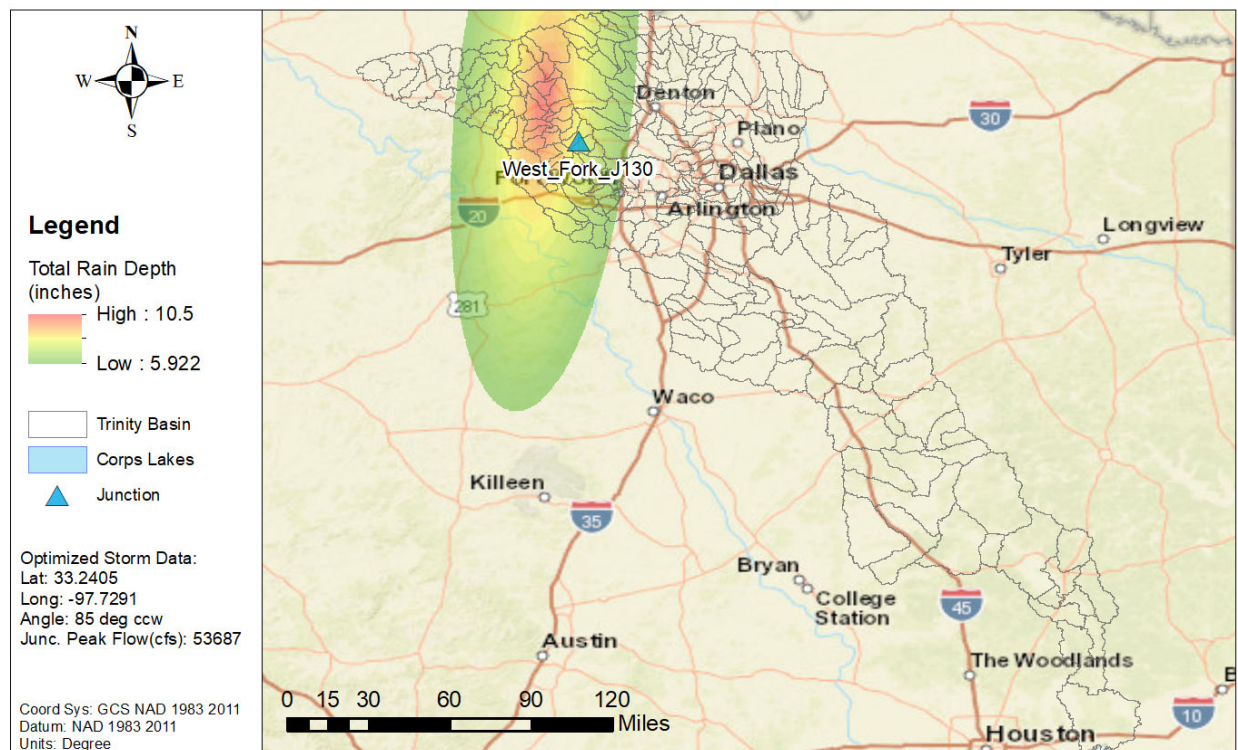 N
W E
S
Legend
Total Rain Depth
(inches)
High : 10.5
Low : 5.922
Trinity Basin
Corps Lakes
Junction
Optimized Storm Data:
Lat: 33.2405
Long: -97.7291
Angle: 85 deg ccw
Junc. Peak Flow(cfs): 53687
Coord Sys: GCS NAD 1983 2011
Datum: NAD 1983 2011
Units: Degree
Denton
30
Plano
West_Fork_J130
Dallas
20
Arlington
Longview
Tyler
281
Waco
Killeen
35
Bryan
College
Station
45
Austin
The Woodlands
10
Houston
0 15 30 60 90 120
Miles